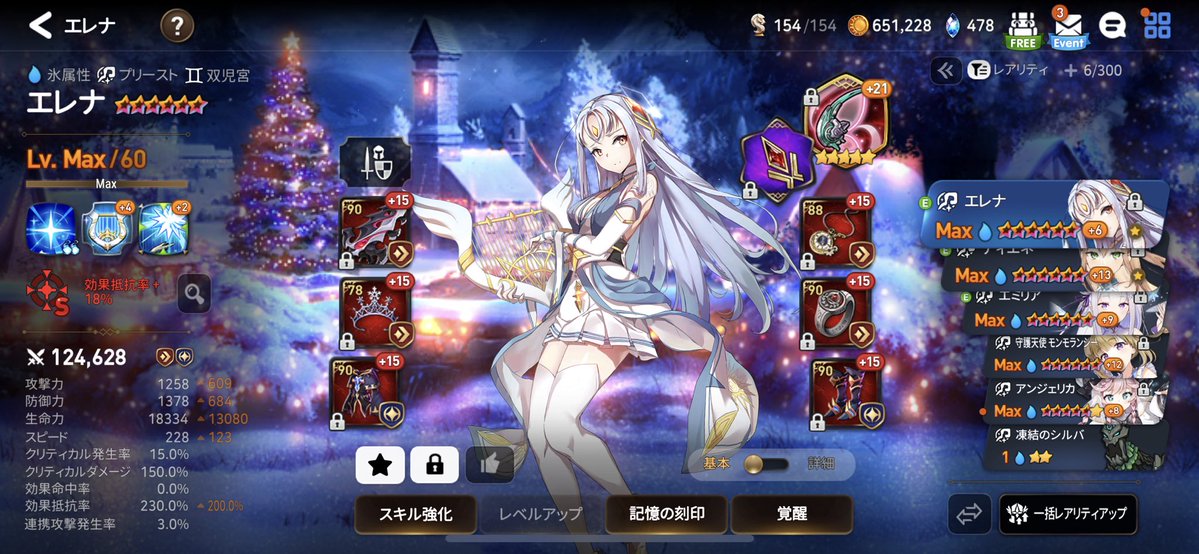 エレナ
?
154/154
651,228
478
FREE
3
Event
氷属性 プリースト 双児宮
エレナ
Lv. Max/60
Max
+4
+2
効果抵抗率 +
18%
S
124,628
攻撃力 1258 609
防御力 1378 684
生命力 18334 13080
スピード 228 123
クリティカル発生率 15.0%
クリティカルダメージ 150.0%
効果命中率 0.0%
効果抵抗率 230.0% 200.0%
連携攻撃発生率 3.0%
90 +15
78 +15
90 +15
+21
88 +15
90 +15
90 +15
基本 詳細
スキル強化
レベルアップ
記憶の刻印
覚醒
レアリティ + 6/300
E エレナ
Max +6
E ディエネ
Max +13
E エミリア
Max +9
守護天使 モンモランシー
Max +12
アンジェリカ
Max +8
凍結のシルバ
1
一括レアリティアップ